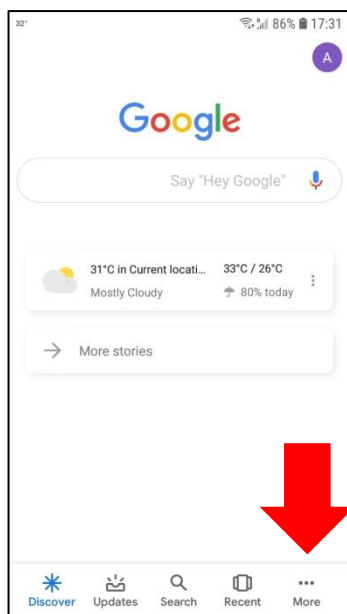 32° 86% 17:31
A
Google
Say "Hey Google"
31°C in Current locati... 33°C / 26°C
Mostly Cloudy 80% today
More stories
Discover Updates Search Recent More